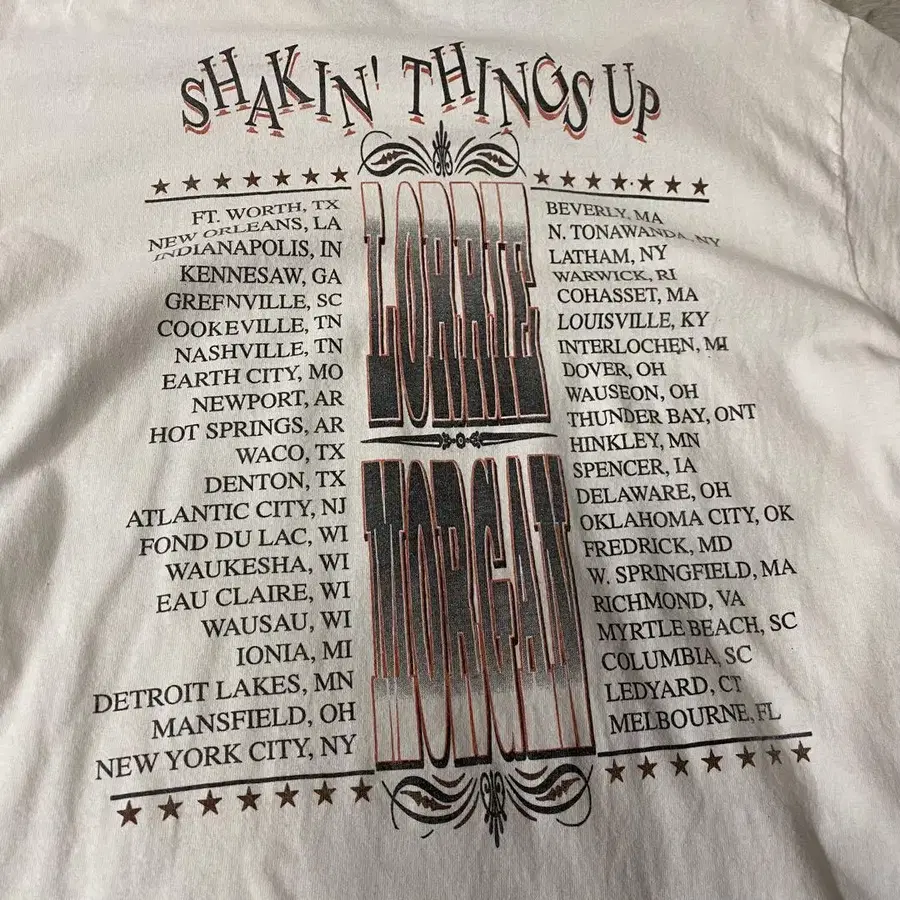 SHAKIN' THINGS UP
FT. WORTH, TX
NEW ORLEANS, LA
INDIANAPOLIS, IN
KENNESAW, GA
GREENVILLE, SC
COOKEVILLE, TN
NASHVILLE, TN
EARTH CITY, MO
NEWPORT, AR
HOT SPRINGS, AR
WACO, TX
DENTON, TX
ATLANTIC CITY, NJ
FOND DU LAC, WI
WAUKESHA, WI
EAU CLAIRE, WI
WAUSAU, WI
IONIA, MI
DETROIT LAKES, MN
MANSFIELD, OH
NEW YORK CITY, NY
LORRIE
MORGAN
BEVERLY, MA
N. TONAWANDA, NY
LATHAM, NY
WARWICK, RI
COHASSET, MA
LOUISVILLE, KY
INTERLOCHEN, MI
DOVER, OH
WAUSEON, OH
THUNDER BAY, ONT
HINKLEY, MN
SPENCER, IA
DELAWARE, OH
OKLAHOMA CITY, OK
FREDRICK, MD
W. SPRINGFIELD, MA
RICHMOND, VA
MYRTLE BEACH, SC
COLUMBIA, SC
LEDYARD, CT
MELBOURNE, FL